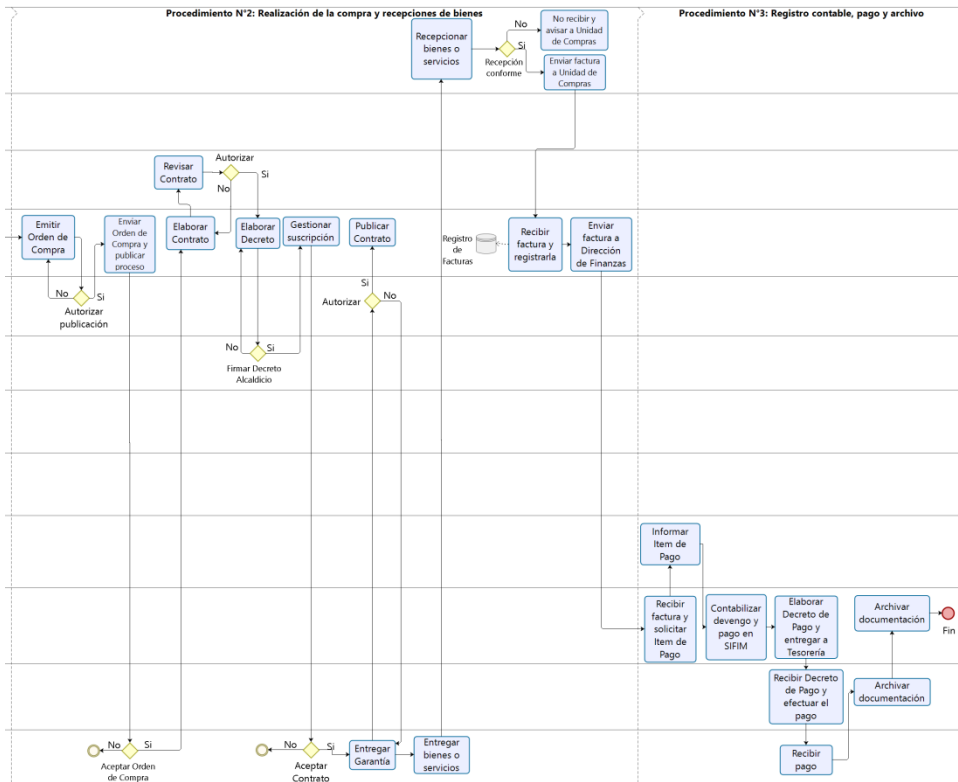 Procedimiento N°2: Realización de la compra y recepciones de bienes
Procedimiento N°3: Registro contable, pago y archivo
Recepcionar
bienes o
servicios
No
Si
Recepción
conforme
No recibir y
avisar a Unidad
de Compras
Enviar factura
a Unidad de
Compras
Revisar
Contrato
Autorizar
No
Si
Emitir
Orden de
Compra
No
Si
Autorizar
publicación
Enviar
Orden de
Compra y
publicar
proceso
Elaborar
Contrato
Elaborar
Decreto
Gestionar
suscripción
Publicar
Contrato
Si
No
Autorizar
No
Si
Firmar Decreto
Alcaldicio
Registro
de
Facturas
Recibir
factura y
registrarla
Enviar
factura a
Dirección
de Finanzas
Informar
Item de
Pago
Recibir
factura y
solicitar
Item de
Pago
Contabilizar
devengo y
pago en
SIFIM
Elaborar
Decreto de
Pago y
entregar a
Tesorería
Archivar
documentación
Fin
Recibir Decreto
de Pago y
efectuar el
pago
Archivar
documentación
No
Si
Aceptar Orden
de Compra
No
Si
Aceptar
Contrato
Entregar
Garantía
Entregar
bienes o
servicios
Recibir
pago